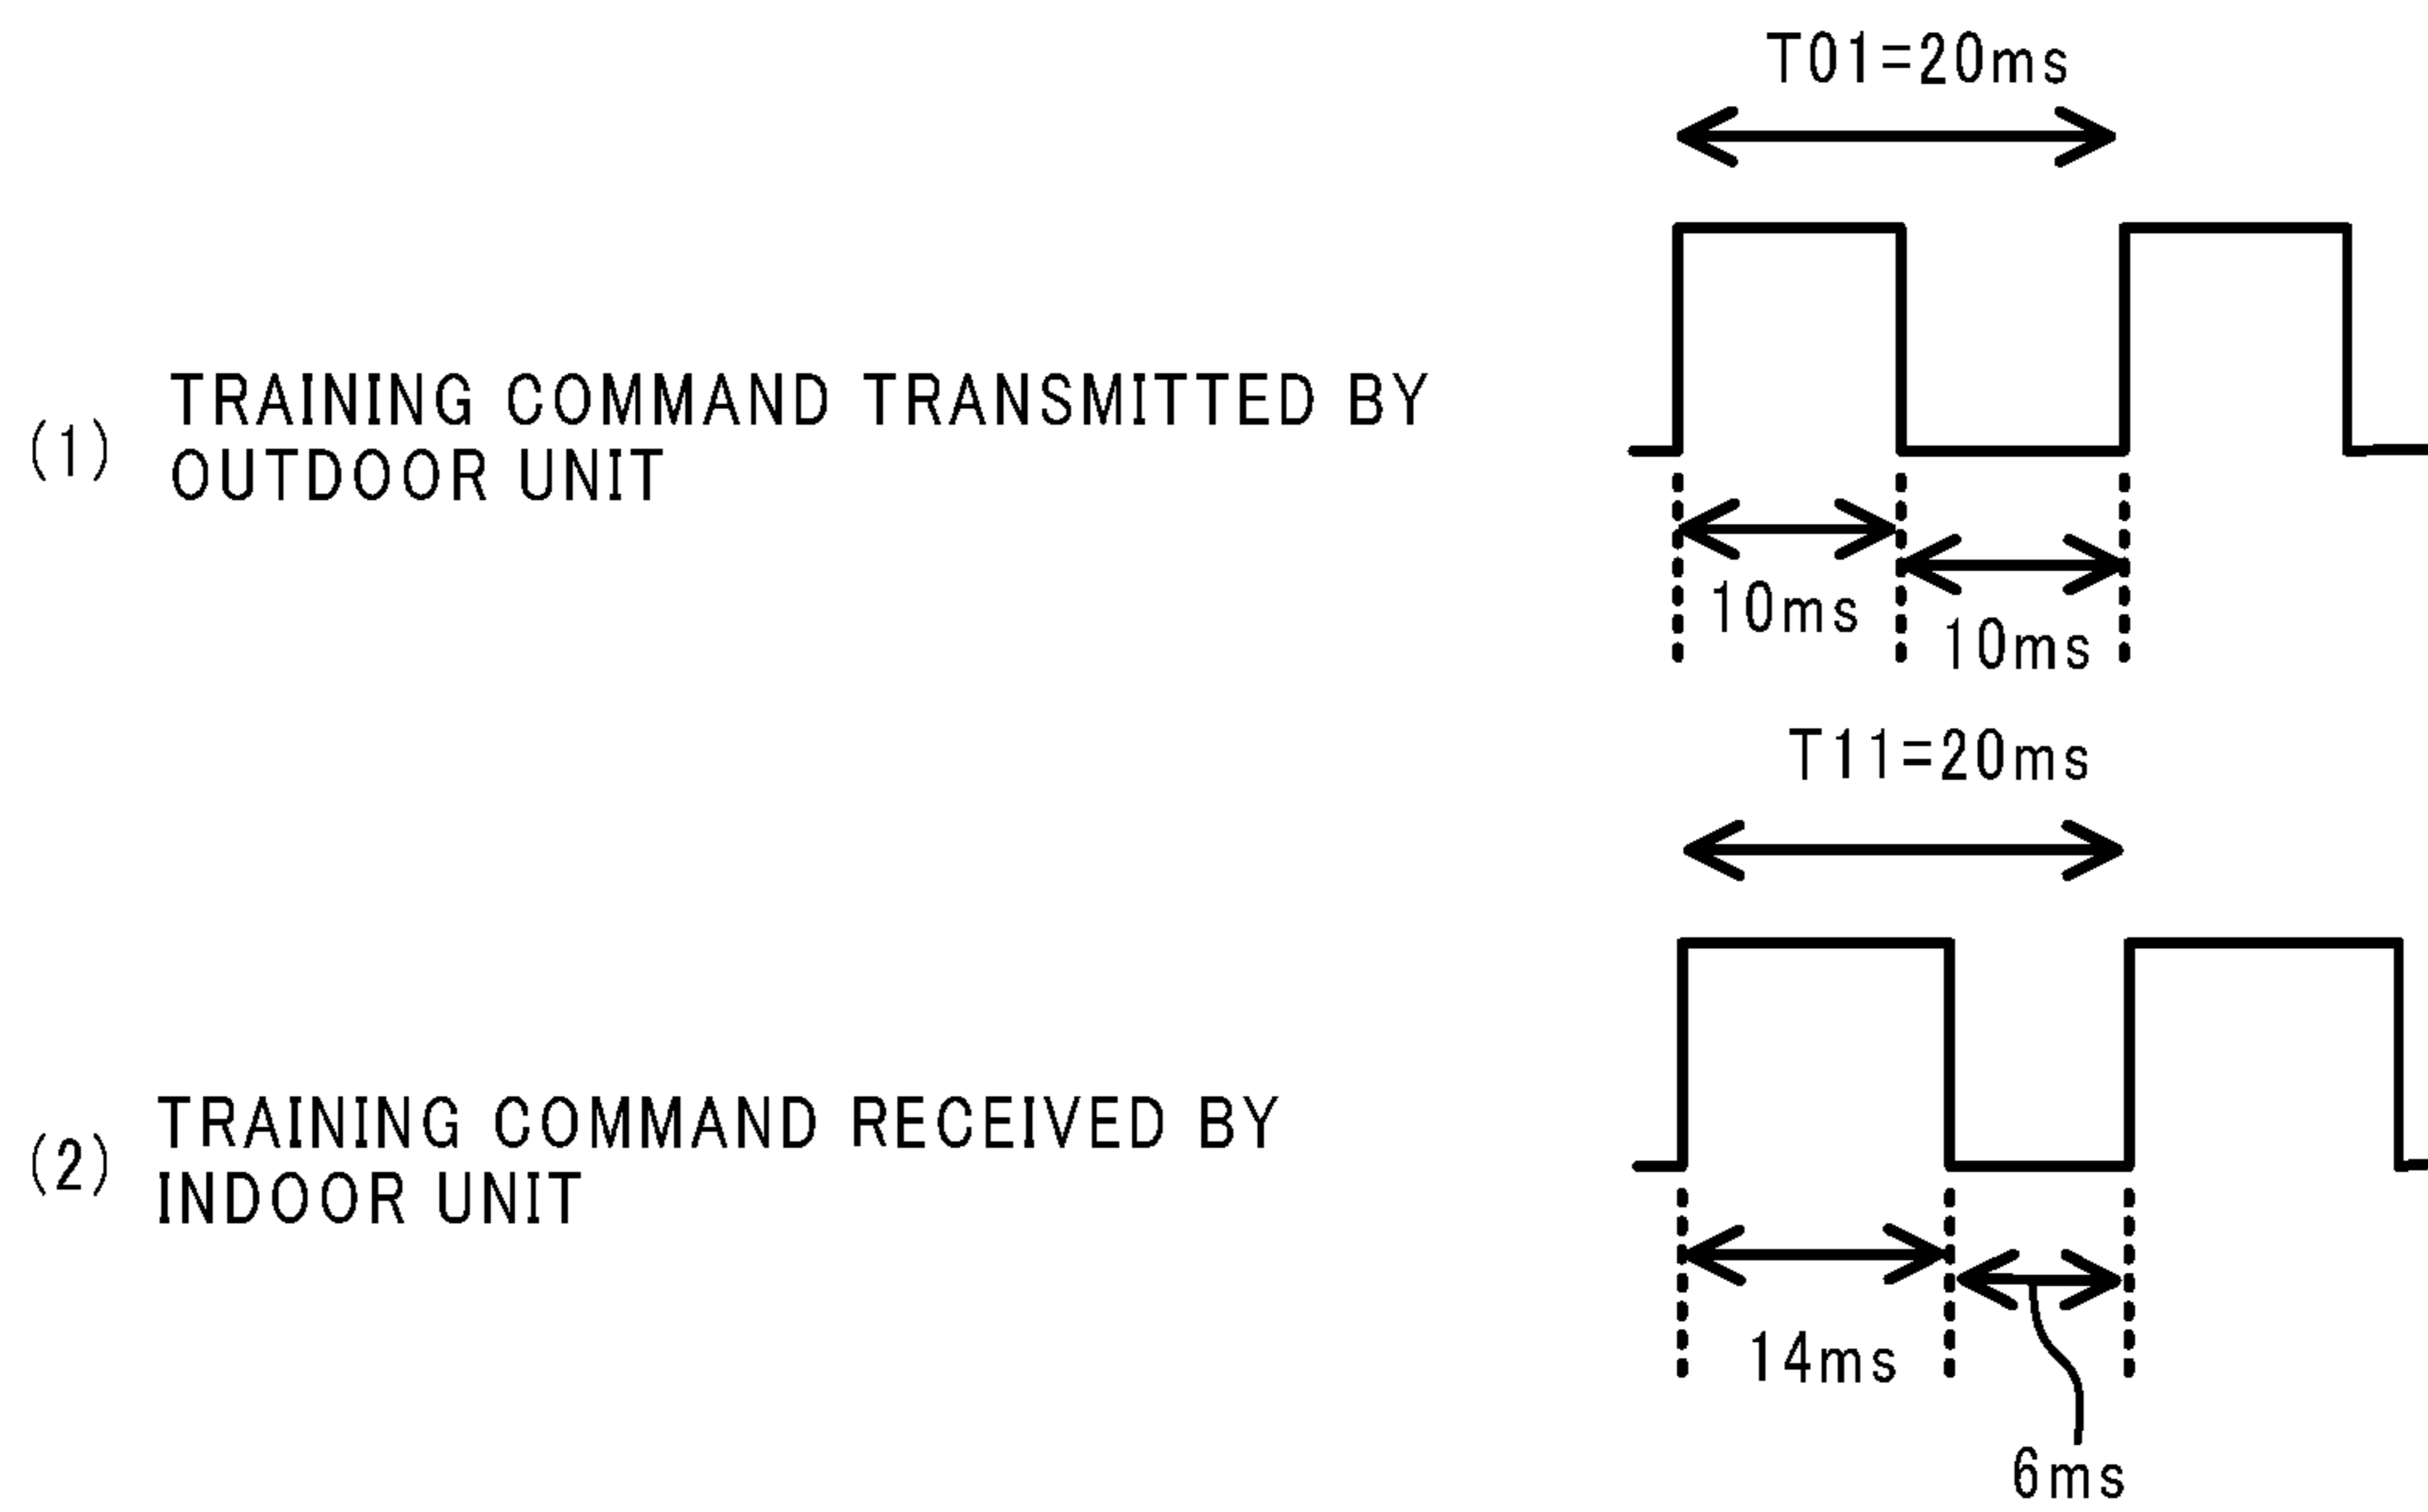 T01=20ms
(1) TRAINING COMMAND TRANSMITTED BY
OUTDOOR UNIT
10ms
10ms
T11=20ms
(2) TRAINING COMMAND RECEIVED BY
INDOOR UNIT
14ms
6ms